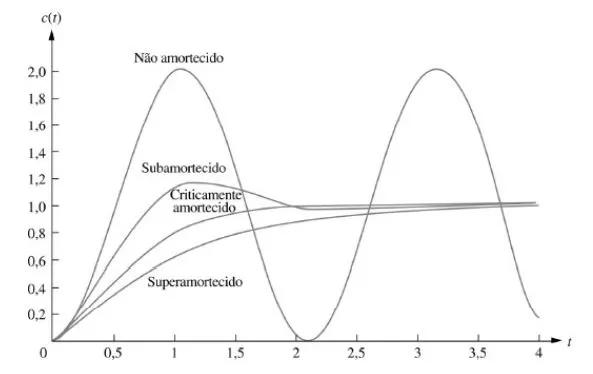 c(t)
Não amortecido
2,0
1,8
1,6
1,4
Subamortecido
1,2
Criticamente
amortecido
1,0
0,8
0,6
Superamortecido
0,4
0,2
0 0,5 1 1,5 2 2,5 3 3,5 4 t